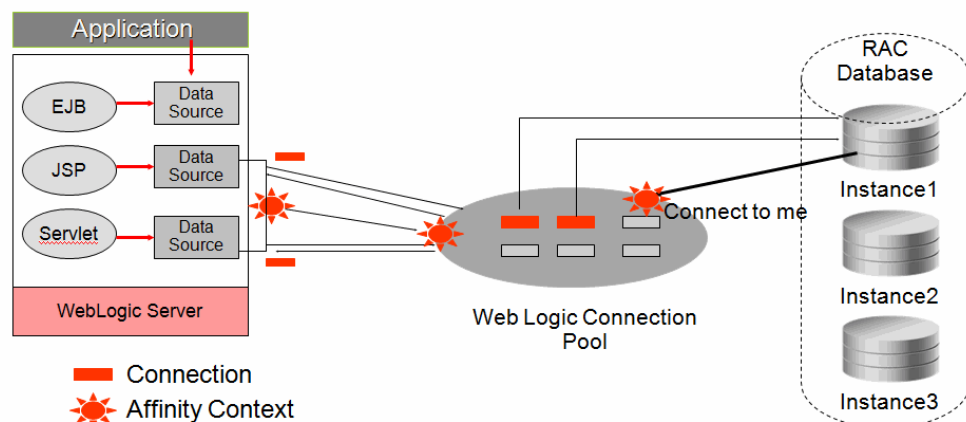 Application
EJB
Data
Source
JSP
Data
Source
Servlet
Data
Source
WebLogic Server
Connect to me
Web Logic Connection
Pool
RAC
Database
Instance1
Instance2
Instance3
Connection
Affinity Context